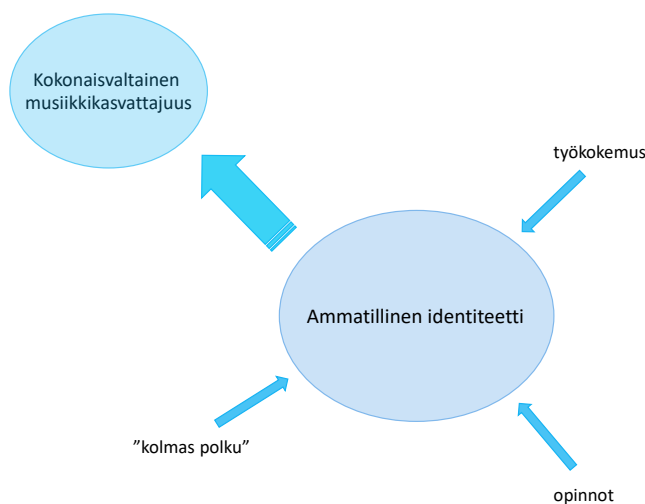 Kokonaisvaltainen
musiikkikasvattajuus
työkokemus
Ammatillinen identiteetti
”kolmas polku”
opinnot